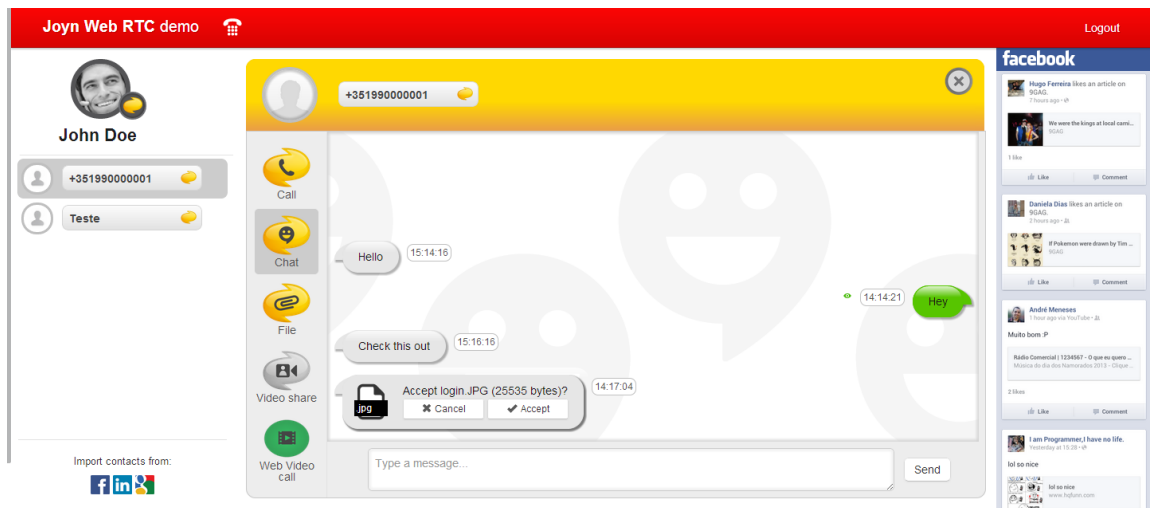 Joyn Web RTC demo
Logout
John Doe
+351990000001
Teste
Import contacts from:
+351990000001
Call
Chat
File
Video share
Web Video
call
Hello
15:14:16
14:14:21
Hey
Check this out
15:16:16
.jpg
Accept login.JPG (25535 bytes)?
Cancel
Accept
14:17:04
Type a message...
Send
facebook
Hugo Ferreira likes an article on
9GAG.
7 hours ago
We were the kings at local cami...
9GAG
1 like
Like
Comment
Daniela Dias likes an article on
9GAG.
2 hours ago
If Pokemon were drawn by Tim ...
9GAG
Like
Comment
André Meneses
1 hour ago via YouTube
Muito bom :P
Rádio Comercial | 1234567 - O que eu quero ...
Música do dia dos Namorados 2013 - Clique ...
2 likes
Like
Comment
I am Programmer,I have no life.
Yesterday at 15:28
lol so nice
lol so nice
www.hqfunn.com